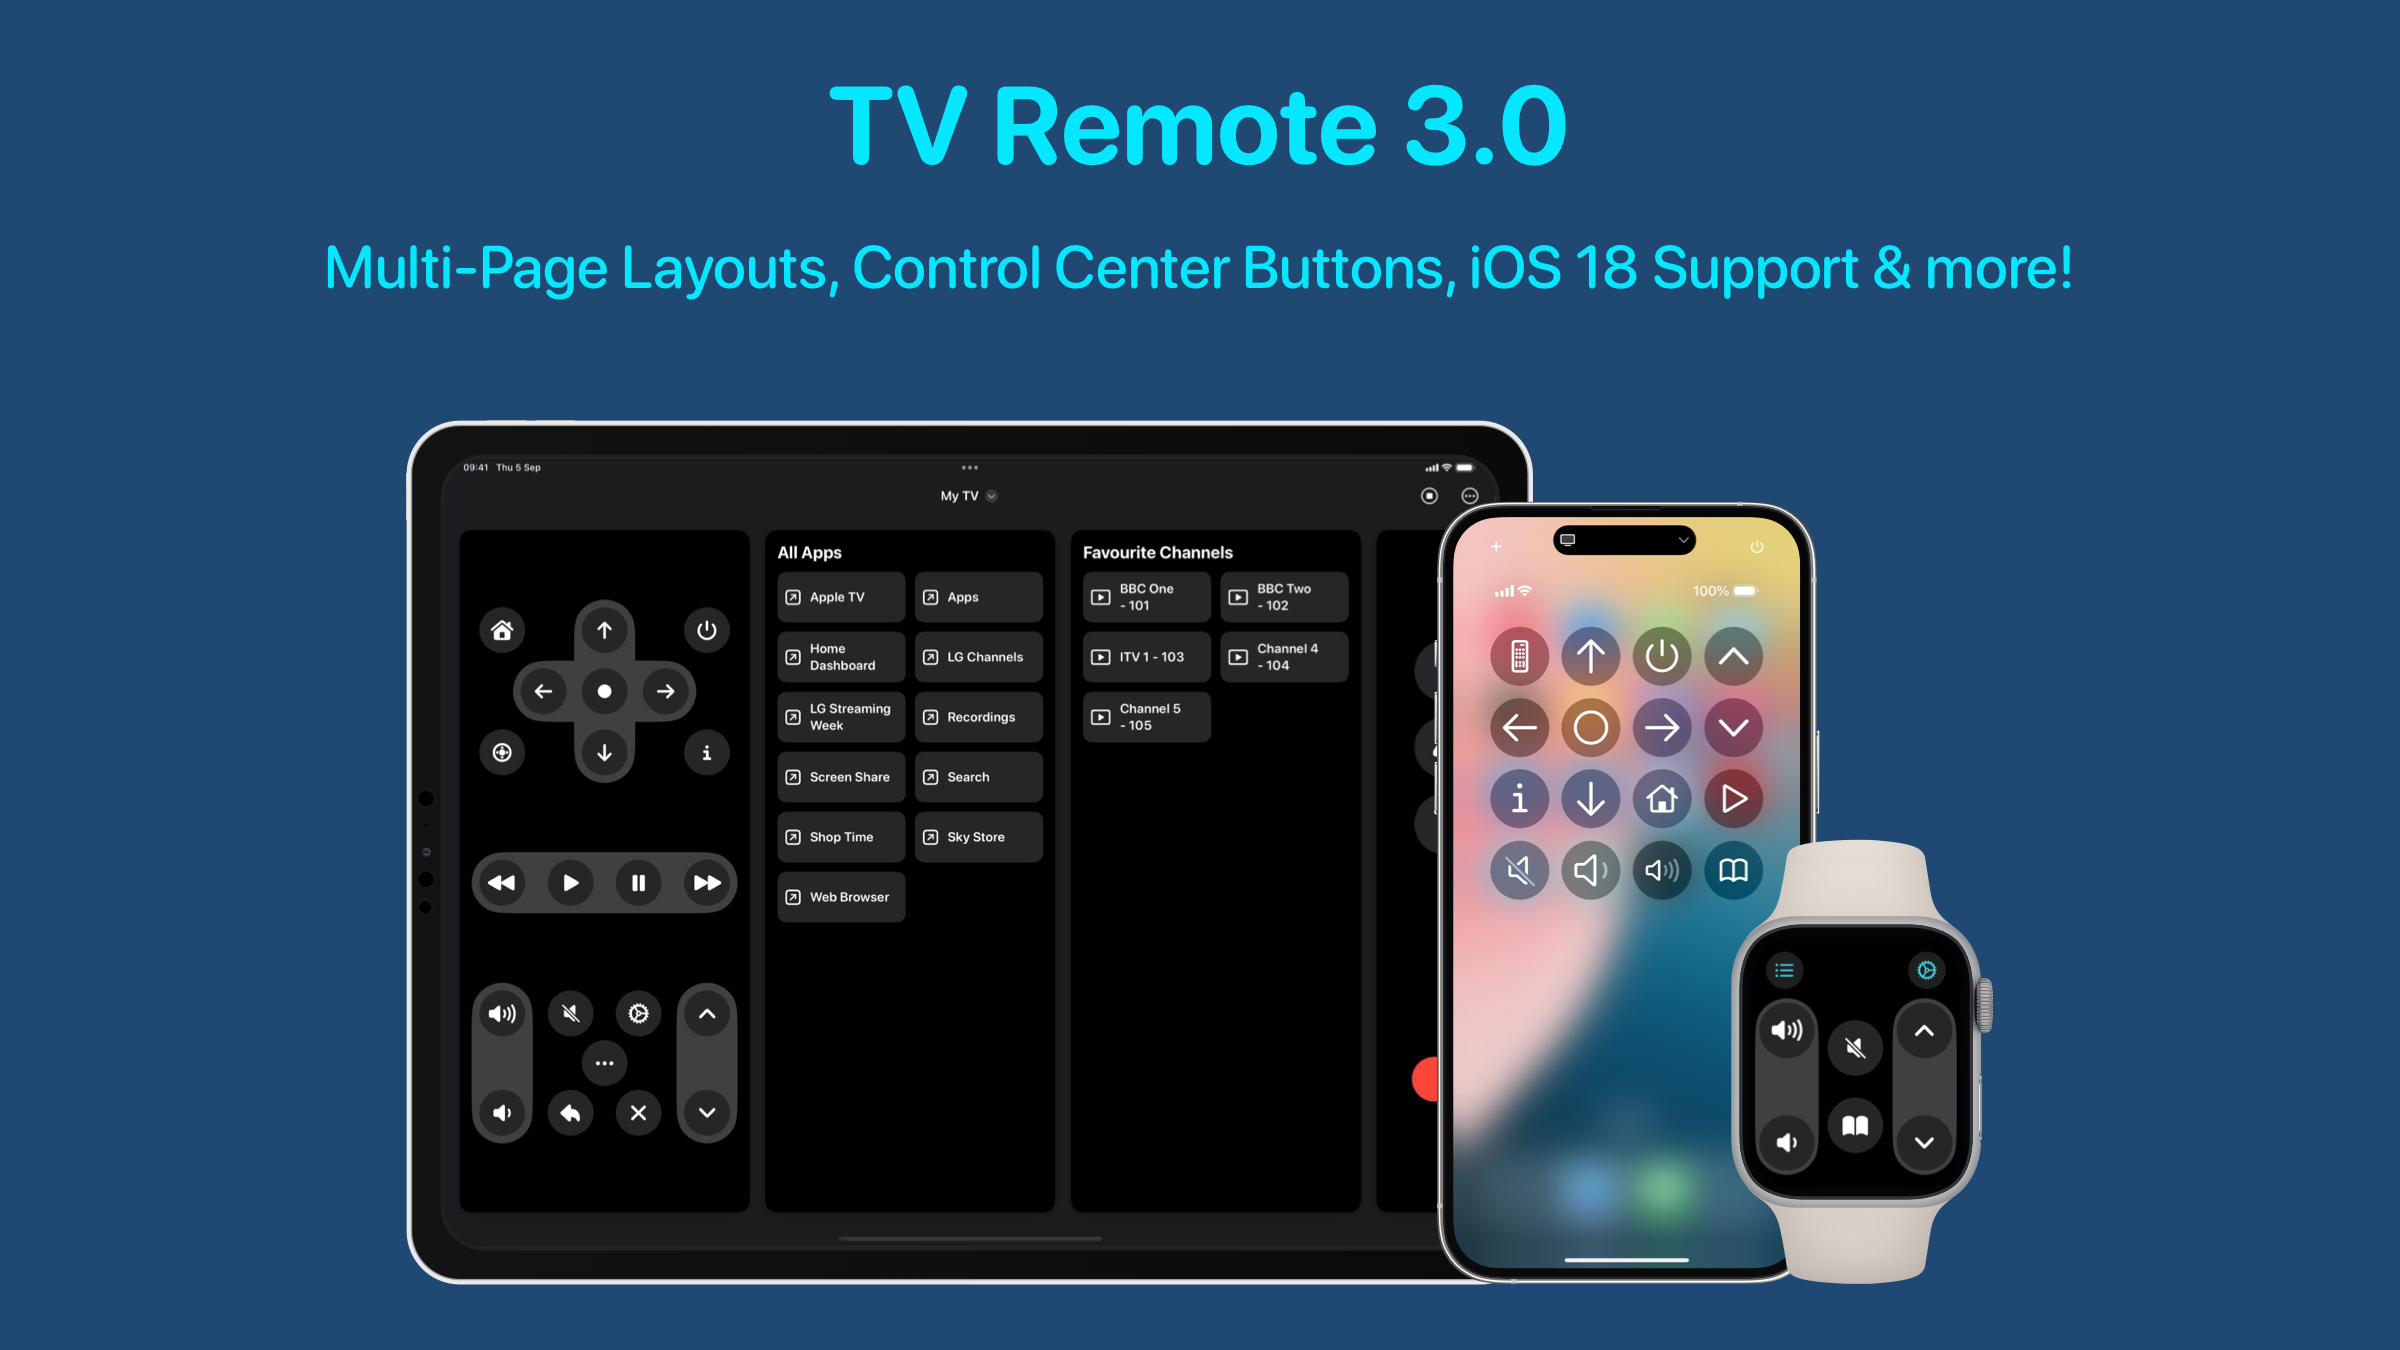 TV Remote 3.0
Multi-Page Layouts, Control Center Buttons, iOS 18 Support & more!
09:41 Thu 5 Sep
My TV
All Apps
Apple TV
Apps
Home
Dashboard
LG Channels
LG Streaming
Week
Recordings
Screen Share
Search
Shop Time
Sky Store
Web Browser
Favourite Channels
BBC One
- 101
BBC Two
- 102
ITV 1 - 103
Channel 4
- 104
Channel 5
- 105
100%